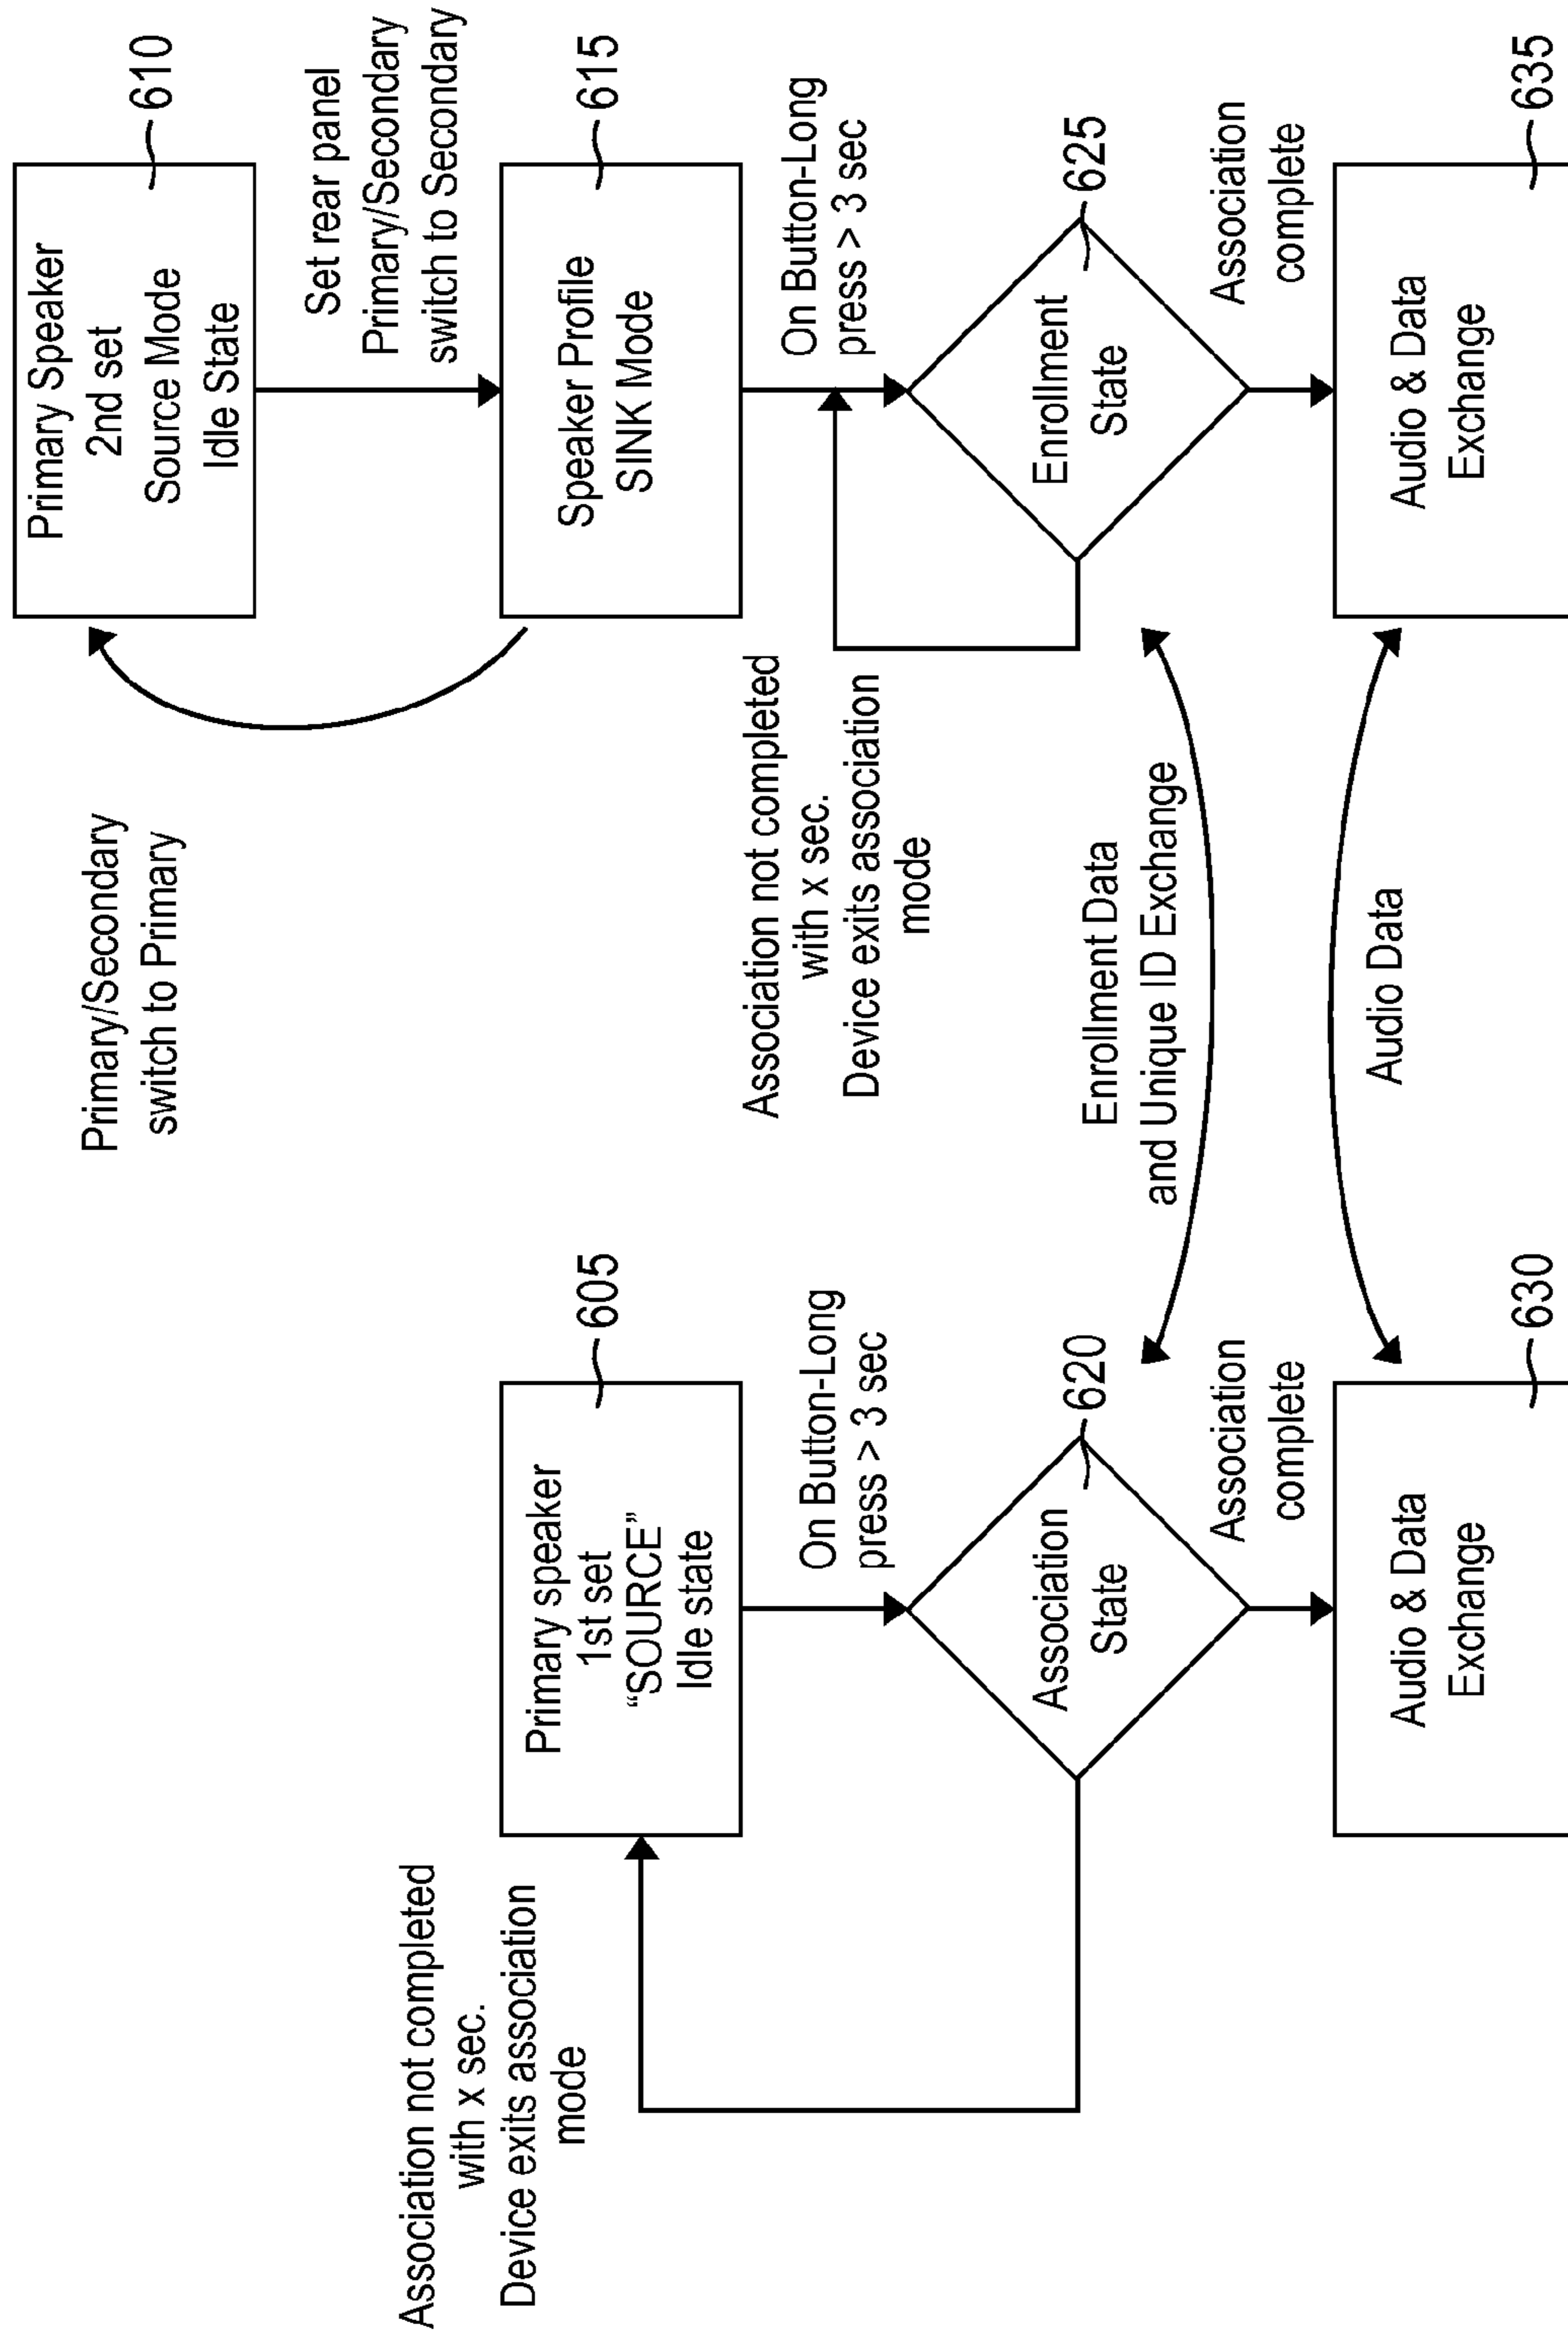 Primary Speaker
2nd set
Source Mode
Idle State
610
Primary/Secondary
switch to Primary
Set rear panel
Primary/Secondary
switch to Secondary
Primary speaker
1st set
“SOURCE”
Idle state
605
Speaker Profile
SINK Mode
615
Association not completed
with x sec.
Device exits association
mode
On Button-Long
press > 3 sec
Association not completed
with x sec.
Device exits association
mode
On Button-Long
press > 3 sec
Association
State
620
Enrollment Data
and Unique ID Exchange
Enrollment
State
625
Association
complete
Association
complete
Audio & Data
Exchange
630
Audio Data
Audio & Data
Exchange
635